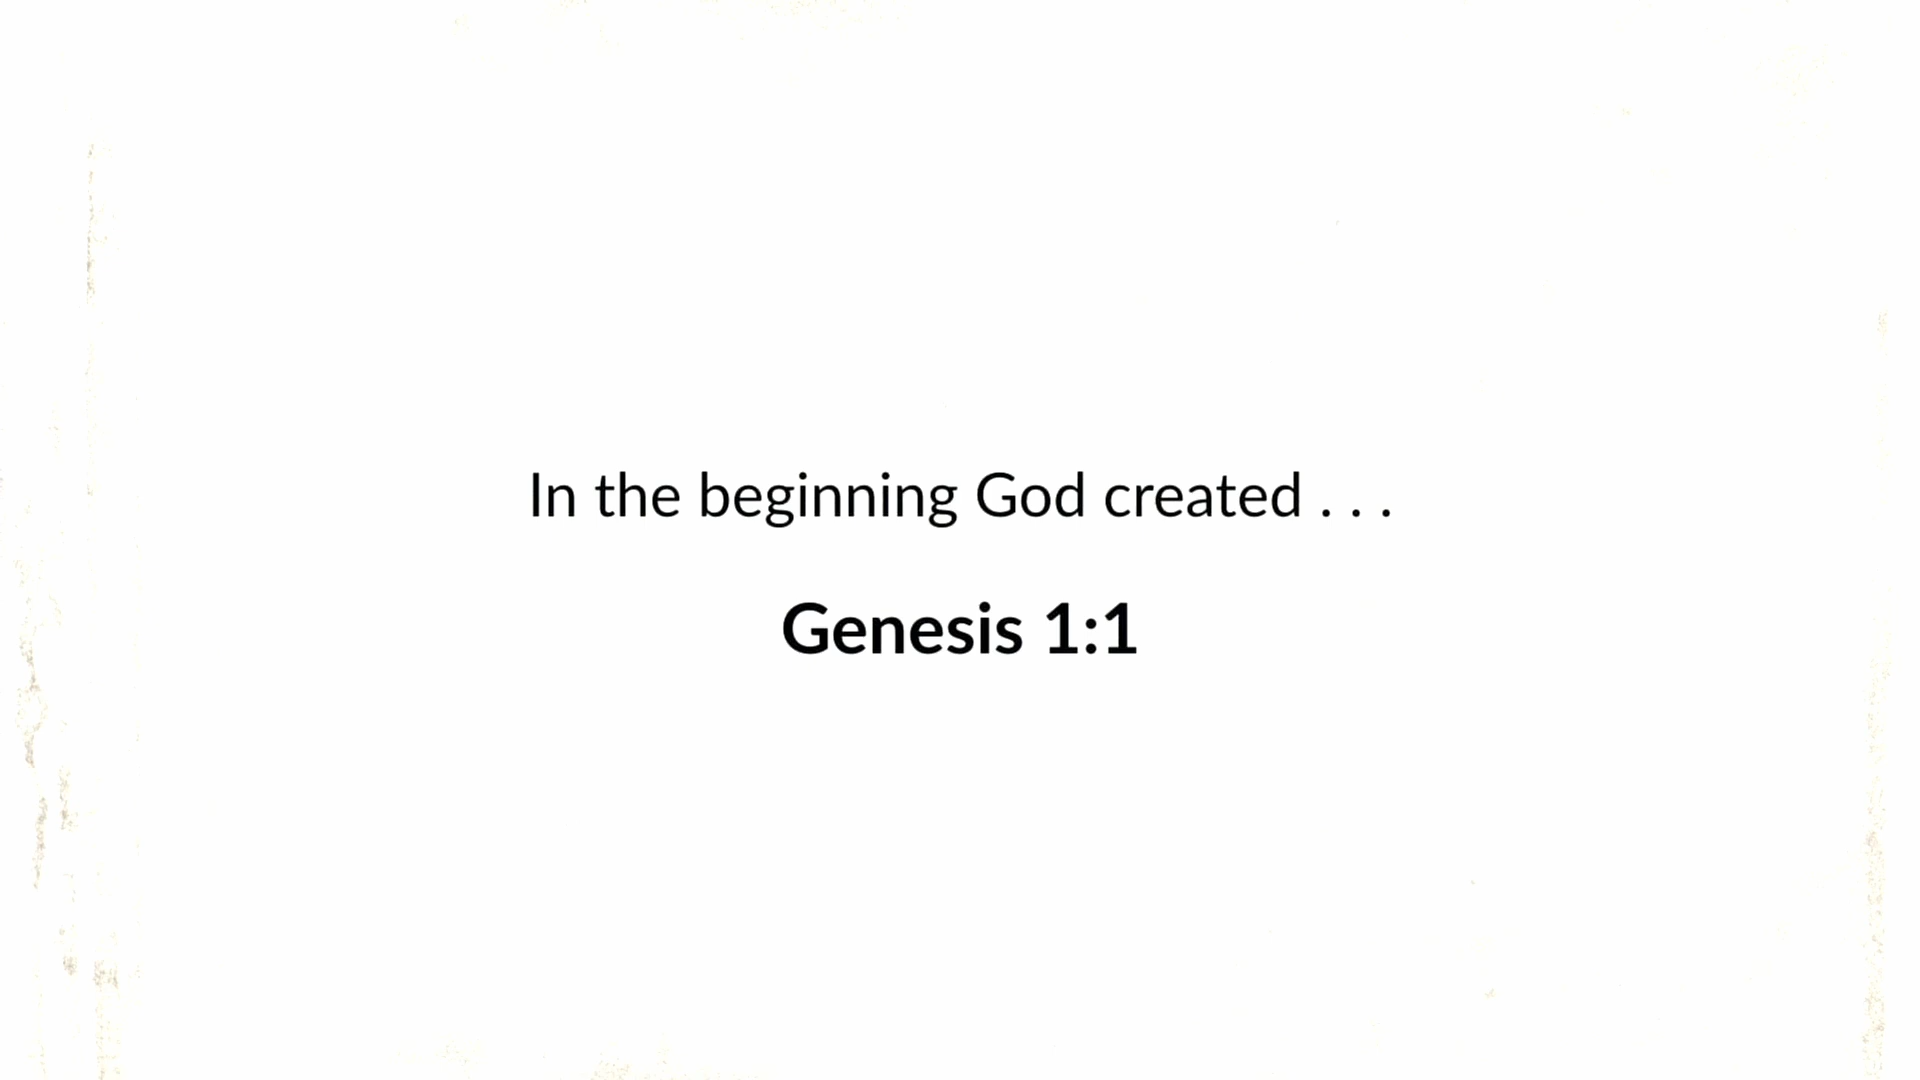 In the beginning God created . . .
Genesis 1:1